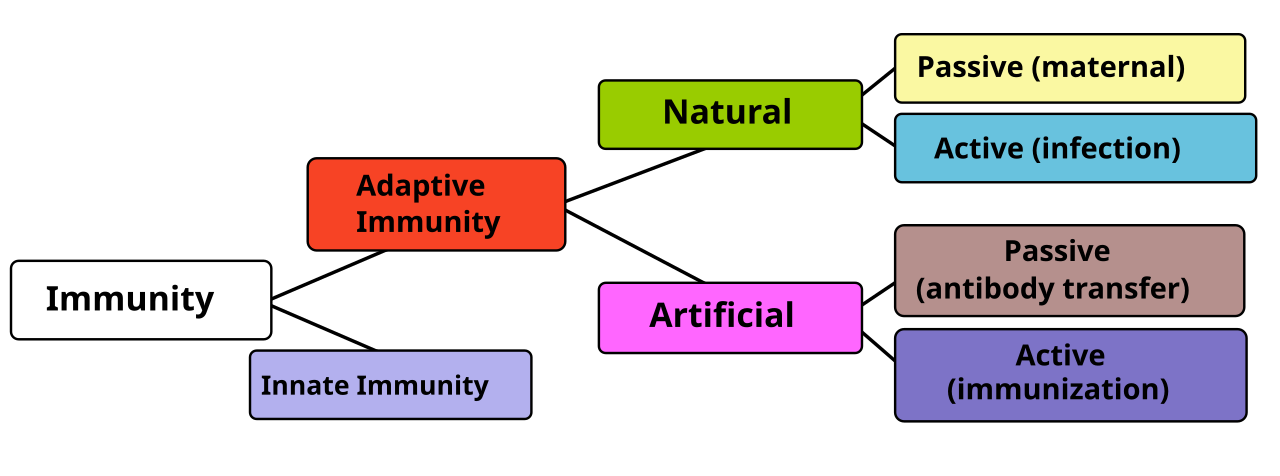 Immunity
Adaptive
Immunity
Innate Immunity
Natural
Artificial
Passive (maternal)
Active (infection)
Passive
(antibody transfer)
Active
(immunization)